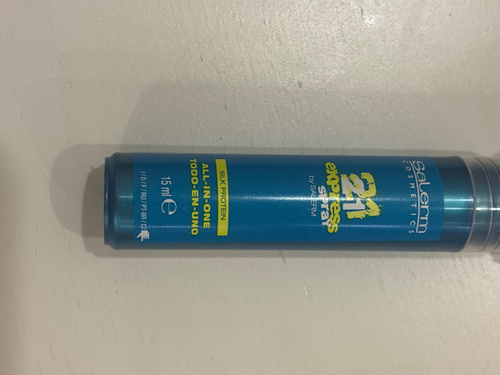 salerm
COSMETICS
21
express
spray
by SALERM
SILK PROTEIN
ALL-IN-ONE
TODO-EN-UNO
15 ml e